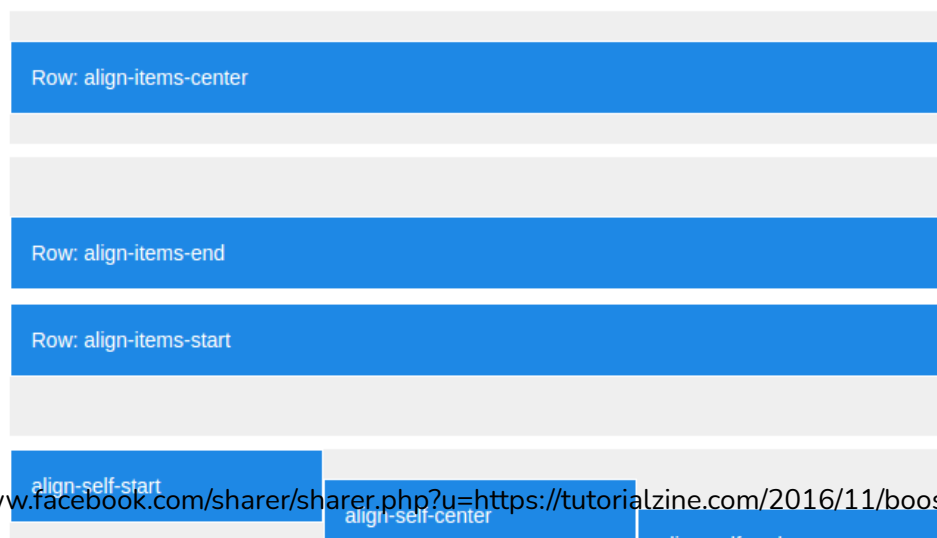 Row: align-items-center
Row: align-items-end
Row: align-items-start
align-self-start
w.facebook.com/sharer/sharer.php?u=https://tutorialzine.com/2016/11/boos
align-self-center